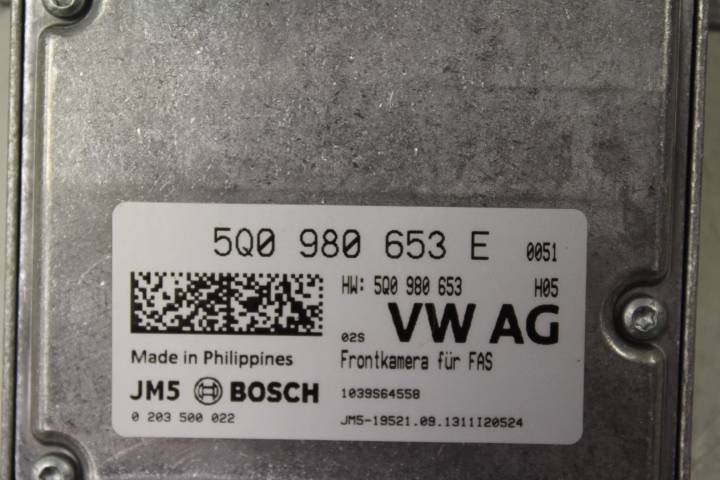 5Q0 980 653 E 0051
HW: 5Q0 980 653 H05
02S VW AG
Made in Philippines Frontkamera für FAS
JM5 BOSCH 1039S64558
0 203 500 022 JM5-19521.09.1311I20524